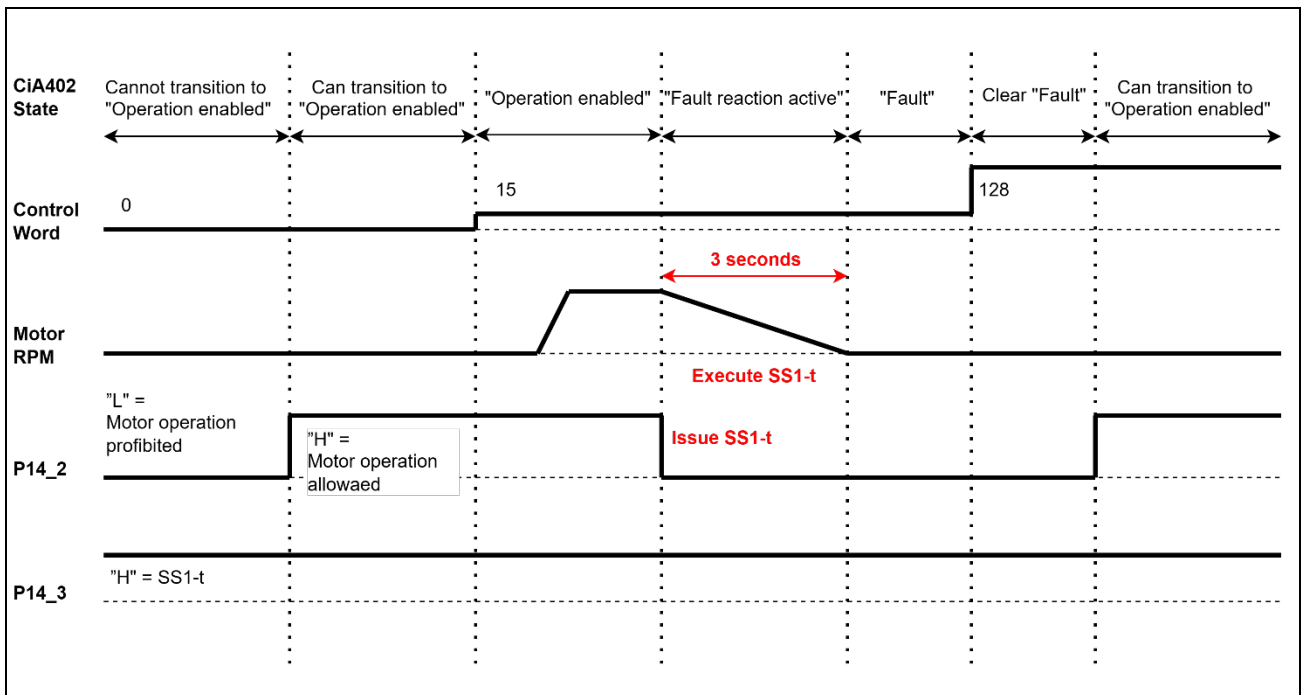 CiA402
State
Cannot transition to
"Operation enabled"
Can transition to
"Operation enabled"
"Operation enabled"
"Fault reaction active"
"Fault"
Clear "Fault"
Can transition to
"Operation enabled"
Control
Word
0
15
128
3 seconds
Motor
RPM
Execute SS1-t
"L" =
Motor operation
profibited
Issue SS1-t
"H" =
Motor operation
allowaed
P14_2
"H" = SS1-t
P14_3